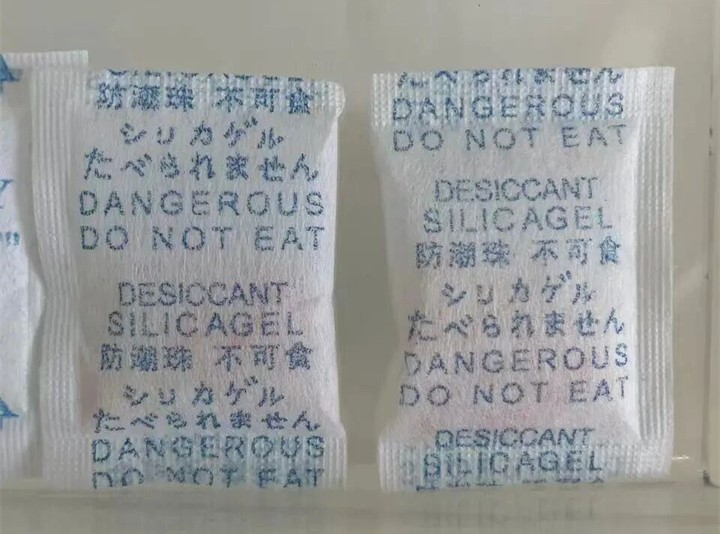 防潮珠 不可食
シリカゲル
たべられません
DANGEROUS
DO NOT EAT
DESICCANT
SILICAGEL
防潮珠 不可食
シリカゲル
たべられません
DANGEROUS
DO NOT EAT
たべられません
DANGEROUS
DO NOT EAT
DESICCANT
SILICAGEL
防潮珠 不可食
シリカゲル
たべられません
DANGEROUS
DO NOT EAT
DESICCANT
SILICAGEL